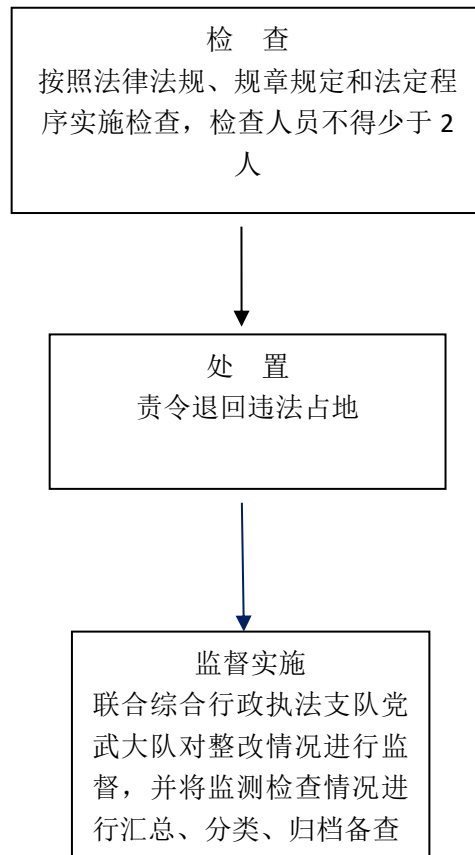 检 查
按照法律法规、规章规定和法定程
序实施检查，检查人员不得少于 2
人
处 置
责令退回违法占地
监督实施
联合综合行政执法支队党
武大队对整改情况进行监
督，并将监测检查情况进
行汇总、分类、归档备查